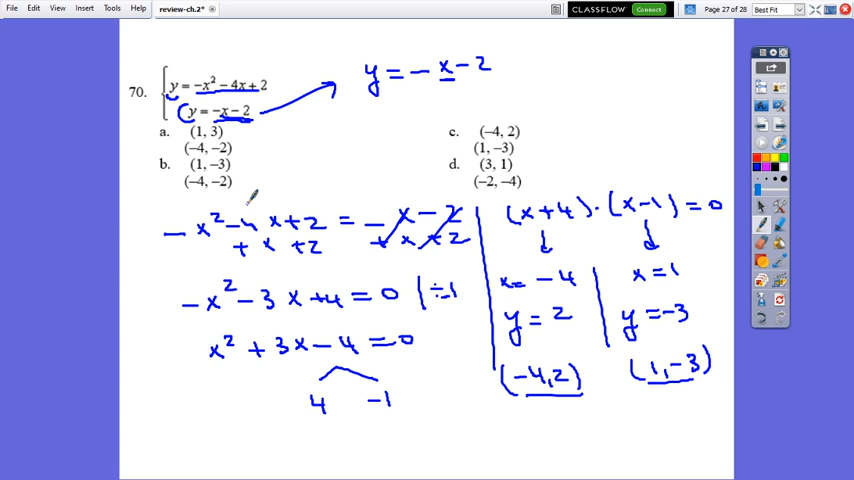 File Edit View Insert Tools Help review-ch.2* CLASSFLOW Page 27 of 28 Best Fit
70. y = -x² - 4x + 2
y = -x - 2
y = - x - 2
a. (1, 3)
(-4, -2)
b. (1, -3)
(-4, -2)
c. (-4, 2)
(1, -3)
d. (3, 1)
(-2, -4)
- x² - 4 x + 2 = - x - 2
+ x + 2 + x + 2
- x² - 3 x + 4 = 0 | ÷ -1
x² + 3x - 4 = 0
4 -1
(x+4) · (x-1) = 0
x = -4 x = 1
y = 2 y = -3
(-4, 2) (1, -3)